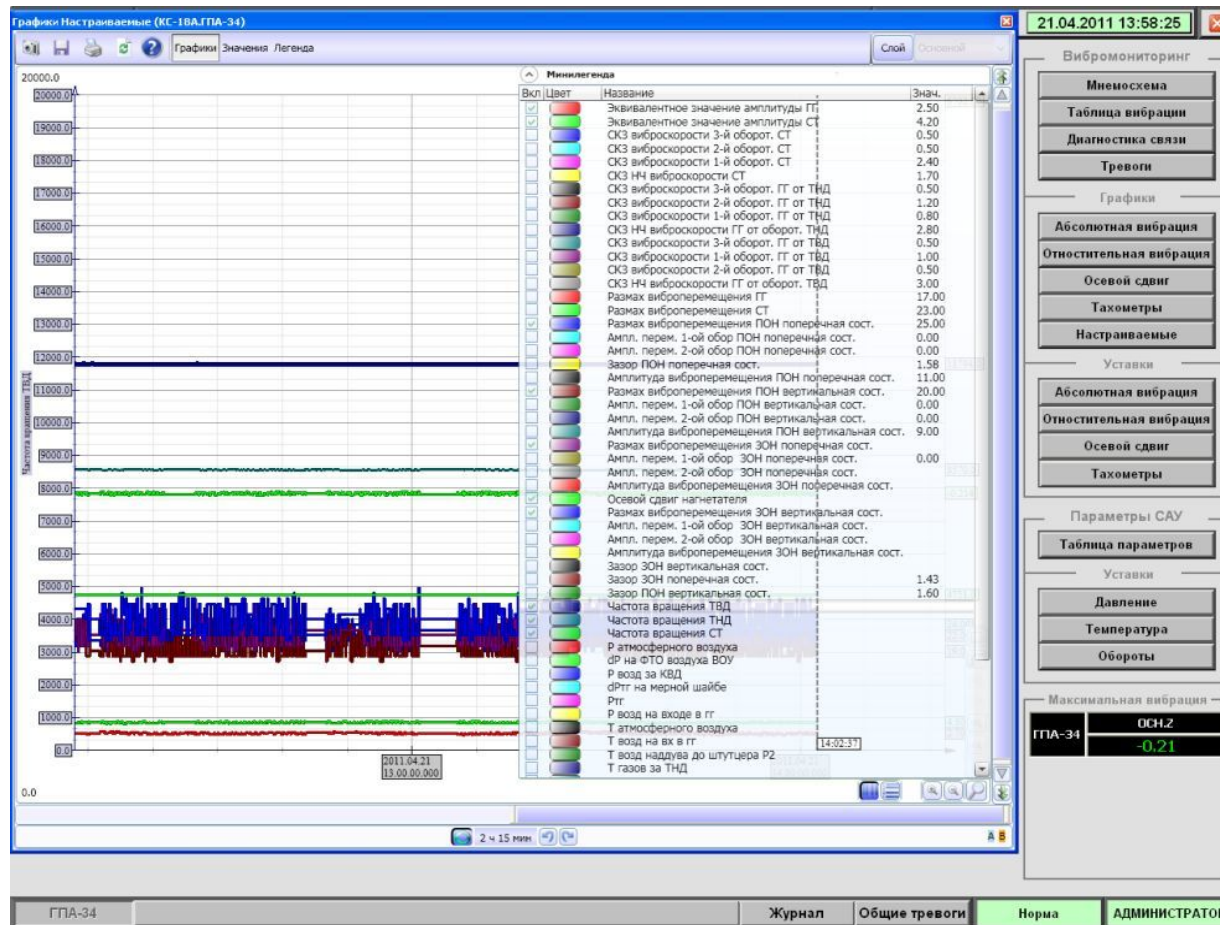 Графики Настраиваемые (КС-18А.ГПА-34)
21.04.2011 13:58:25
Графики Значения Легенда
Слой Основной
20000.0
Минилегенда
Вкл Цвет Название Знач.
Эквивалентное значение амплитуды ГГ 2.50
Эквивалентное значение амплитуды СТ 4.20
СКЗ виброскорости 3-й оборот. СТ 0.50
СКЗ виброскорости 2-й оборот. СТ 0.50
СКЗ виброскорости 1-й оборот. СТ 2.40
СКЗ НЧ виброскорости СТ 1.70
СКЗ виброскорости 3-й оборот. ГГ от ТНД 0.50
СКЗ виброскорости 2-й оборот. ГГ от ТНД 1.20
СКЗ виброскорости 1-й оборот. ГГ от ТНД 0.80
СКЗ НЧ виброскорости ГГ от оборот. ТНД 2.80
СКЗ виброскорости 3-й оборот. ГГ от ТВД 0.50
СКЗ виброскорости 1-й оборот. ГГ от ТВД 1.00
СКЗ виброскорости 2-й оборот. ГГ от ТВД 0.50
СКЗ НЧ виброскорости ГГ от оборот. ТВД 3.00
Размах виброперемещения ГГ 17.00
Размах виброперемещения СТ 23.00
Размах виброперемещения ПОН поперечная сост. 25.00
Ампл. перем. 1-ой обор ПОН поперечная сост. 0.00
Ампл. перем. 2-ой обор ПОН поперечная сост. 0.00
Зазор ПОН поперечная сост. 1.58
Амплитуда виброперемещения ПОН поперечная сост. 11.00
Размах виброперемещения ПОН вертикальная сост. 20.00
Ампл. перем. 1-ой обор ПОН вертикальная сост. 0.00
Ампл. перем. 2-ой обор ПОН вертикальная сост. 0.00
Амплитуда виброперемещения ПОН вертикальная сост. 9.00
Размах виброперемещения ЗОН поперечная сост.
Ампл. перем. 1-ой обор ЗОН поперечная сост. 0.00
Ампл. перем. 2-ой обор ЗОН поперечная сост.
Амплитуда виброперемещения ЗОН поперечная сост.
Осевой сдвиг нагнетателя
Размах виброперемещения ЗОН вертикальная сост.
Ампл. перем. 1-ой обор ЗОН вертикальная сост.
Ампл. перем. 2-ой обор ЗОН вертикальная сост.
Амплитуда виброперемещения ЗОН вертикальная сост.
Зазор ЗОН вертикальная сост.
Зазор ЗОН поперечная сост. 1.43
Зазор ПОН вертикальная сост. 1.60
Частота вращения ТВД
Частота вращения ТНД
Частота вращения СТ
Р атмосферного воздуха
dP на ФТО воздуха ВОУ
Р возд за КВД
dPтг на мерной шайбе
Ртг
Р возд на входе в гг
Т атмосферного воздуха
Т возд на вх в гг
Т возд наддува до штутцера Р2
Т газов за ТНД
14:02:37
20000.0
19000.0
18000.0
17000.0
16000.0
15000.0
14000.0
13000.0
12000.0
11000.0
10000.0
9000.0
8000.0
7000.0
6000.0
5000.0
4000.0
3000.0
2000.0
1000.0
0.0
Частота вращения ТВД
2011.04.21
13.00.00.000
0.0
2 ч 15 мин
А В
Вибромониторинг
Мнемосхема
Таблица вибрации
Диагностика связи
Тревоги
Графики
Абсолютная вибрация
Отностительная вибрация
Осевой сдвиг
Тахометры
Настраиваемые
Уставки
Абсолютная вибрация
Отностительная вибрация
Осевой сдвиг
Тахометры
Параметры САУ
Таблица параметров
Уставки
Давление
Температура
Обороты
Максимальная вибрация
ГПА-34
ОСН.2
-0.21
ГПА-34
Журнал
Общие тревоги
Норма
АДМИНИСТРАТОР